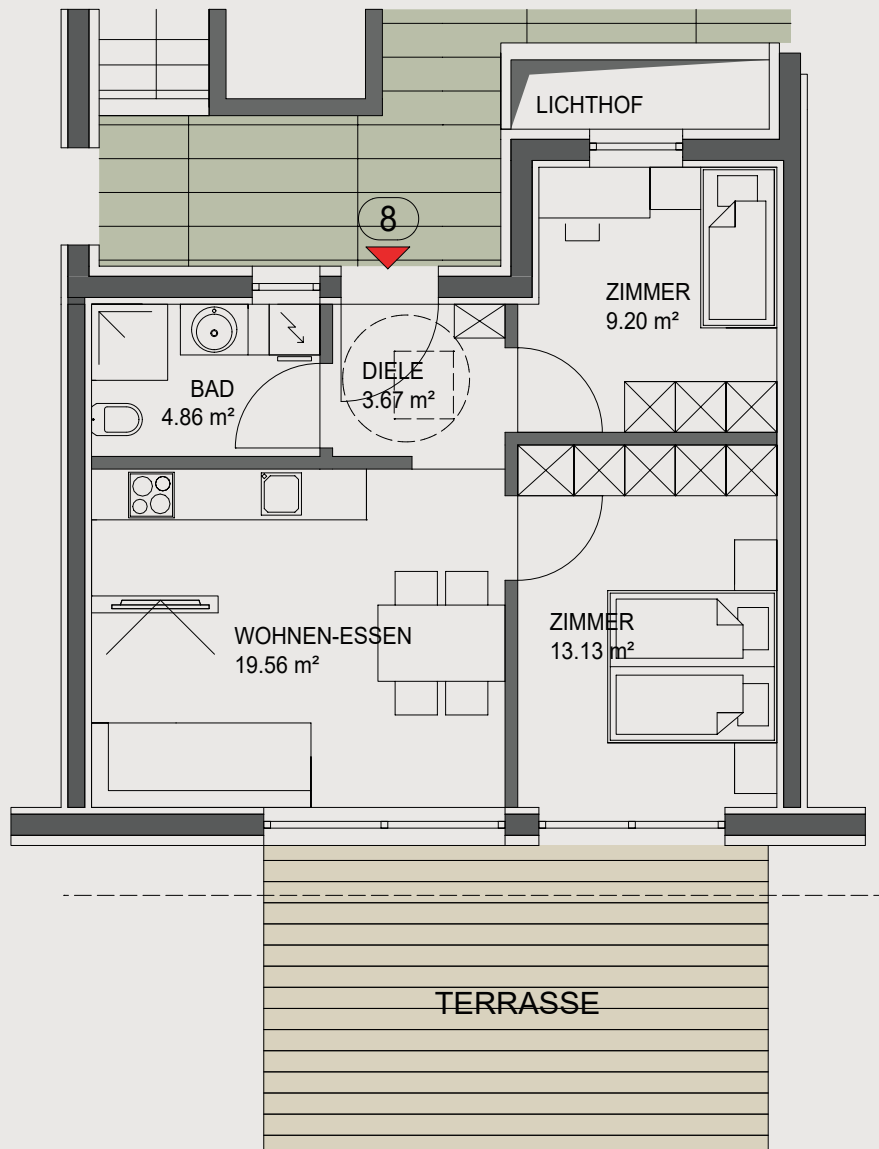 LICHTHOF
8
ZIMMER
9.20 m²
DIELE
3.67 m²
BAD
4.86 m²
WOHNEN-ESSEN
19.56 m²
ZIMMER
13.13 m²
TERRASSE